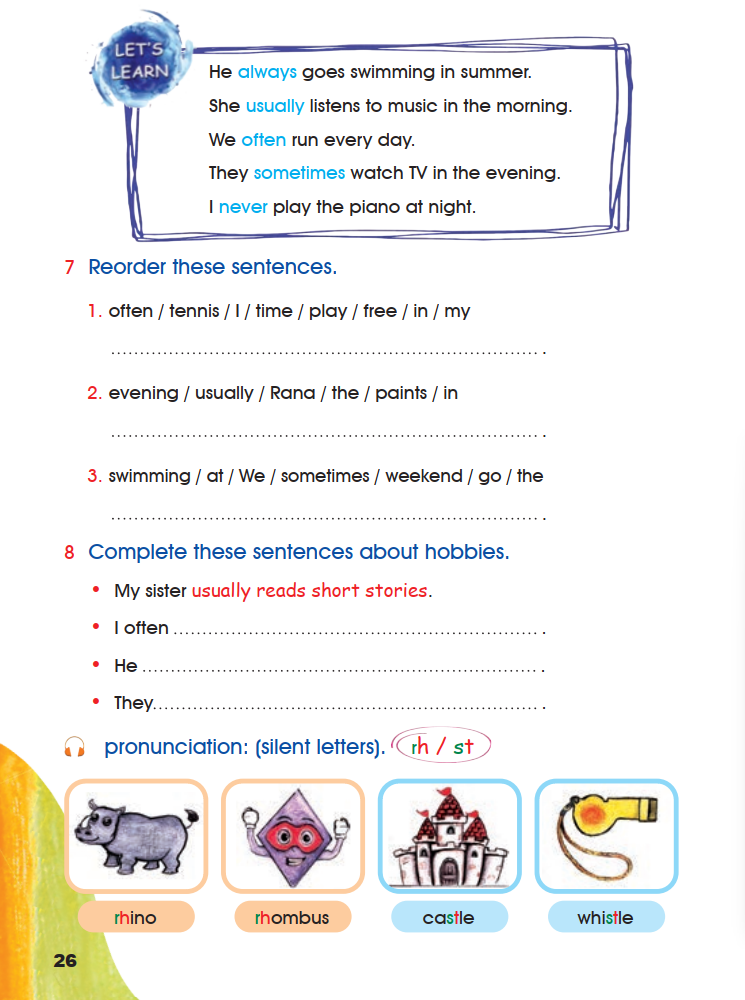 LET'S
LEARN
He always goes swimming in summer.
She usually listens to music in the morning.
We often run every day.
They sometimes watch TV in the evening.
I never play the piano at night.
7 Reorder these sentences.
1. often / tennis / I / time / play / free / in / my
.......................................................................... .
2. evening / usually / Rana / the / paints / in
.......................................................................... .
3. swimming / at / We / sometimes / weekend / go / the
.......................................................................... .
8 Complete these sentences about hobbies.
• My sister usually reads short stories.
• I often ............................................................... .
• He .................................................................... .
• They.................................................................. .
pronunciation: (silent letters). rh / st
rhino rhombus castle whistle
26